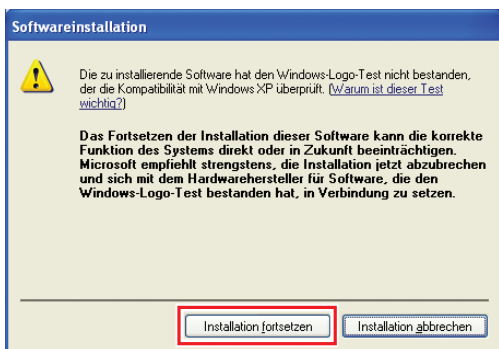 Softwareinstallation
Die zu installierende Software hat den Windows-Logo-Test nicht bestanden,
der die Kompatibilität mit Windows XP überprüft. (Warum ist dieser Test
wichtig?)
Das Fortsetzen der Installation dieser Software kann die korrekte
Funktion des Systems direkt oder in Zukunft beeinträchtigen.
Microsoft empfiehlt strengstens, die Installation jetzt abzubrechen
und sich mit dem Hardwarehersteller für Software, die den
Windows-Logo-Test bestanden hat, in Verbindung zu setzen.
Installation fortsetzen
Installation abbrechen